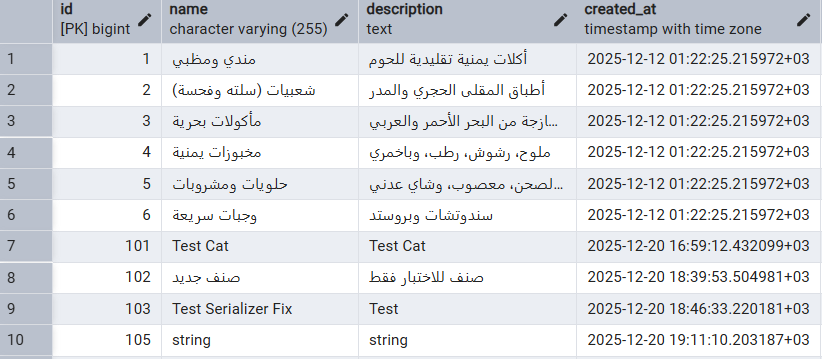 id name description created_at
[PK] bigint character varying (255) text timestamp with time zone
1 1 مندي ومظبي أكلات يمنية تقليدية للحوم 2025-12-12 01:22:25.215972+03
2 2 شعبيات (سلته وفحسة) أطباق المقلى الحجري والمدر 2025-12-12 01:22:25.215972+03
3 3 مأكولات بحرية ...ازجة من البحر الأحمر والعربي 2025-12-12 01:22:25.215972+03
4 4 مخبوزات يمنية ملوح، رشوش، رطب، وباخمري 2025-12-12 01:22:25.215972+03
5 5 حلويات ومشروبات ...لصحن، معصوب، وشاي عدني 2025-12-12 01:22:25.215972+03
6 6 وجبات سريعة سندوتشات وبروستد 2025-12-12 01:22:25.215972+03
7 101 Test Cat Test Cat 2025-12-20 16:59:12.432099+03
8 102 صنف جديد صنف للاختبار فقط 2025-12-20 18:39:53.504981+03
9 103 Test Serializer Fix Test 2025-12-20 18:46:33.220181+03
10 105 string string 2025-12-20 19:11:10.203187+03